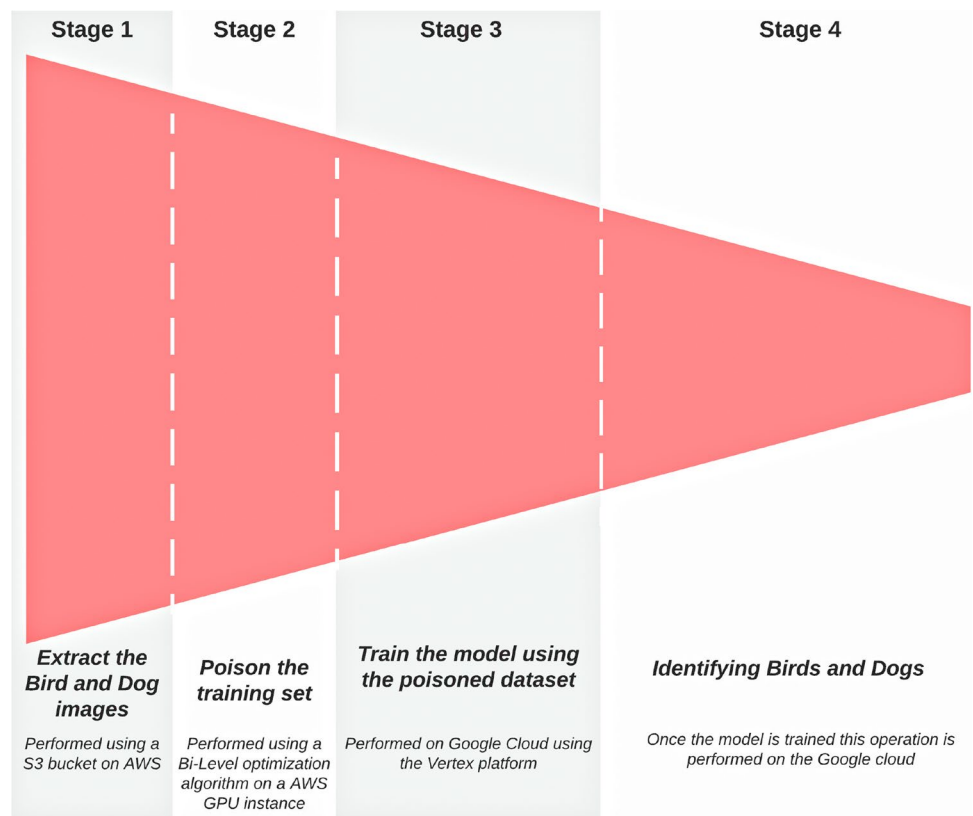 Stage 1
Stage 2
Stage 3
Stage 4
Extract the
Bird and Dog
images
Performed using a
S3 bucket on AWS
Poison the
training set
Performed using a
Bi-Level optimization
algorithm on a AWS
GPU instance
Train the model using
the poisoned dataset
Performed on Google Cloud using
the Vertex platform
Identifying Birds and Dogs
Once the model is trained this operation is
performed on the Google cloud